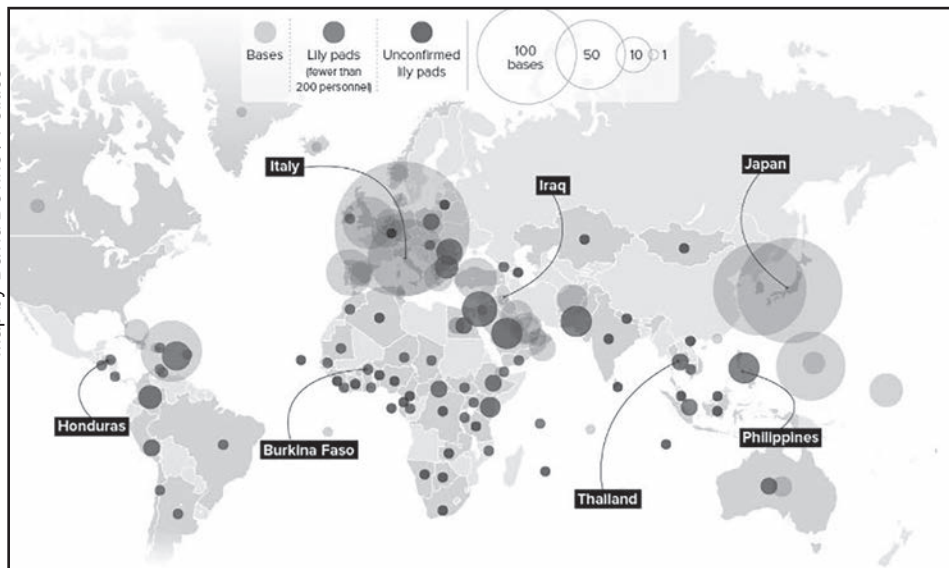 Bases
Lily pads
(fewer than
200 personnel)
Unconfirmed
lily pads
100
bases
50
10
1
Italy
Iraq
Japan
Honduras
Burkina Faso
Thailand
Philippines